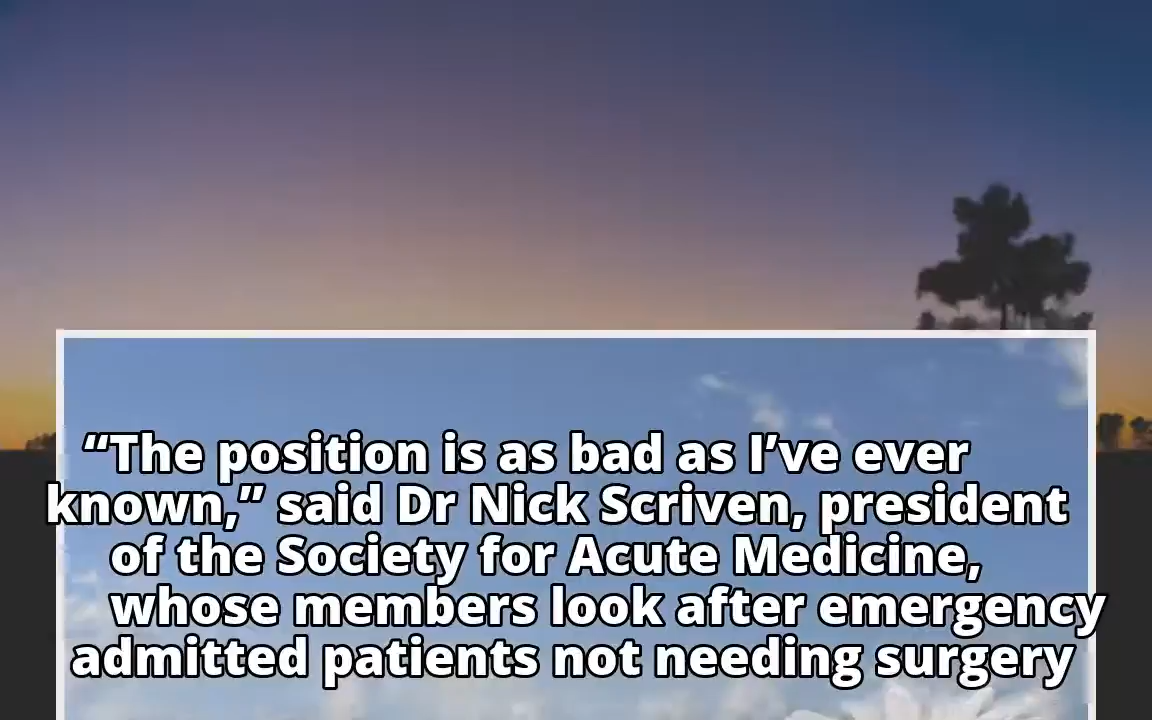 “The position is as bad as I’ve ever
known,” said Dr Nick Scriven, president
of the Society for Acute Medicine,
whose members look after emergency
admitted patients not needing surgery